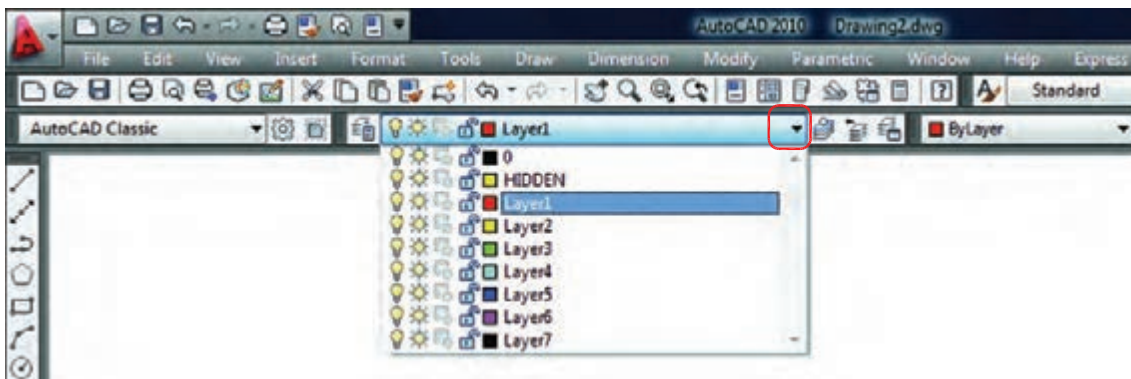 AutoCAD 2010 Drawing2.dwg
File Edit View Insert Format Tools Draw Dimension Modify Parametric Window Help Express
Standard
AutoCAD Classic Layer1 ByLayer
0
HIDDEN
Layer1
Layer2
Layer3
Layer4
Layer5
Layer6
Layer7